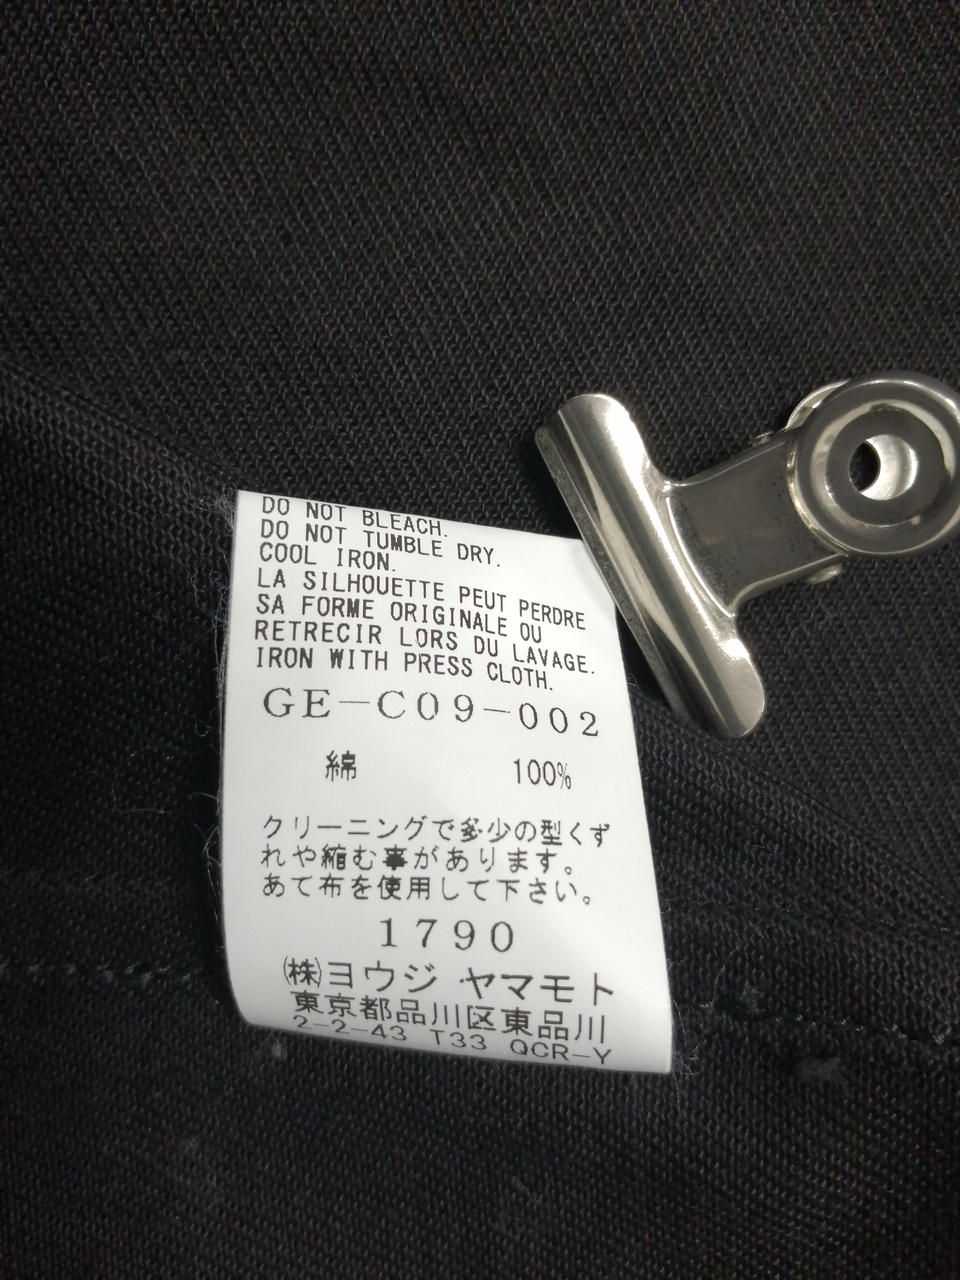 DO NOT BLEACH.
DO NOT TUMBLE DRY.
COOL IRON.
LA SILHOUETTE PEUT PERDRE
SA FORME ORIGINALE OU
RETRECIR LORS DU LAVAGE.
IRON WITH PRESS CLOTH.
GE-C09-002
綿 100%
クリーニングで多少の型くず
れや縮む事があります。
あて布を使用して下さい。
1790
㈱ヨウジ ヤマモト
東京都品川区東品川
2-2-43 T33 QCR-Y